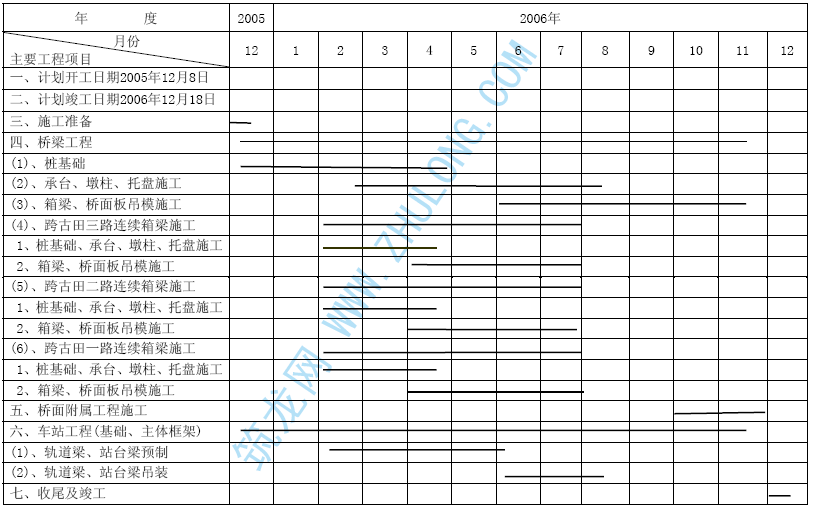 年 度 2005 2006年
月份
主要工程项目 12 1 2 3 4 5 6 7 8 9 10 11 12
一、计划开工日期2005年12月8日
二、计划竣工日期2006年12月18日
三、施工准备
四、桥梁工程
(1)、桩基础
(2)、承台、墩柱、托盘施工
(3)、箱梁、桥面板吊模施工
(4)、跨古田三路连续箱梁施工
1、桩基础、承台、墩柱、托盘施工
2、箱梁、桥面板吊模施工
(5)、跨古田二路连续箱梁施工
1、桩基础、承台、墩柱、托盘施工
2、箱梁、桥面板吊模施工
(6)、跨古田一路连续箱梁施工
1、桩基础、承台、墩柱、托盘施工
2、箱梁、桥面板吊模施工
五、桥面附属工程施工
六、车站工程(基础、主体框架)
(1)、轨道梁、站台梁预制
(2)、轨道梁、站台梁吊装
七、收尾及竣工
筑龙网 WWW.ZHULONG.COM